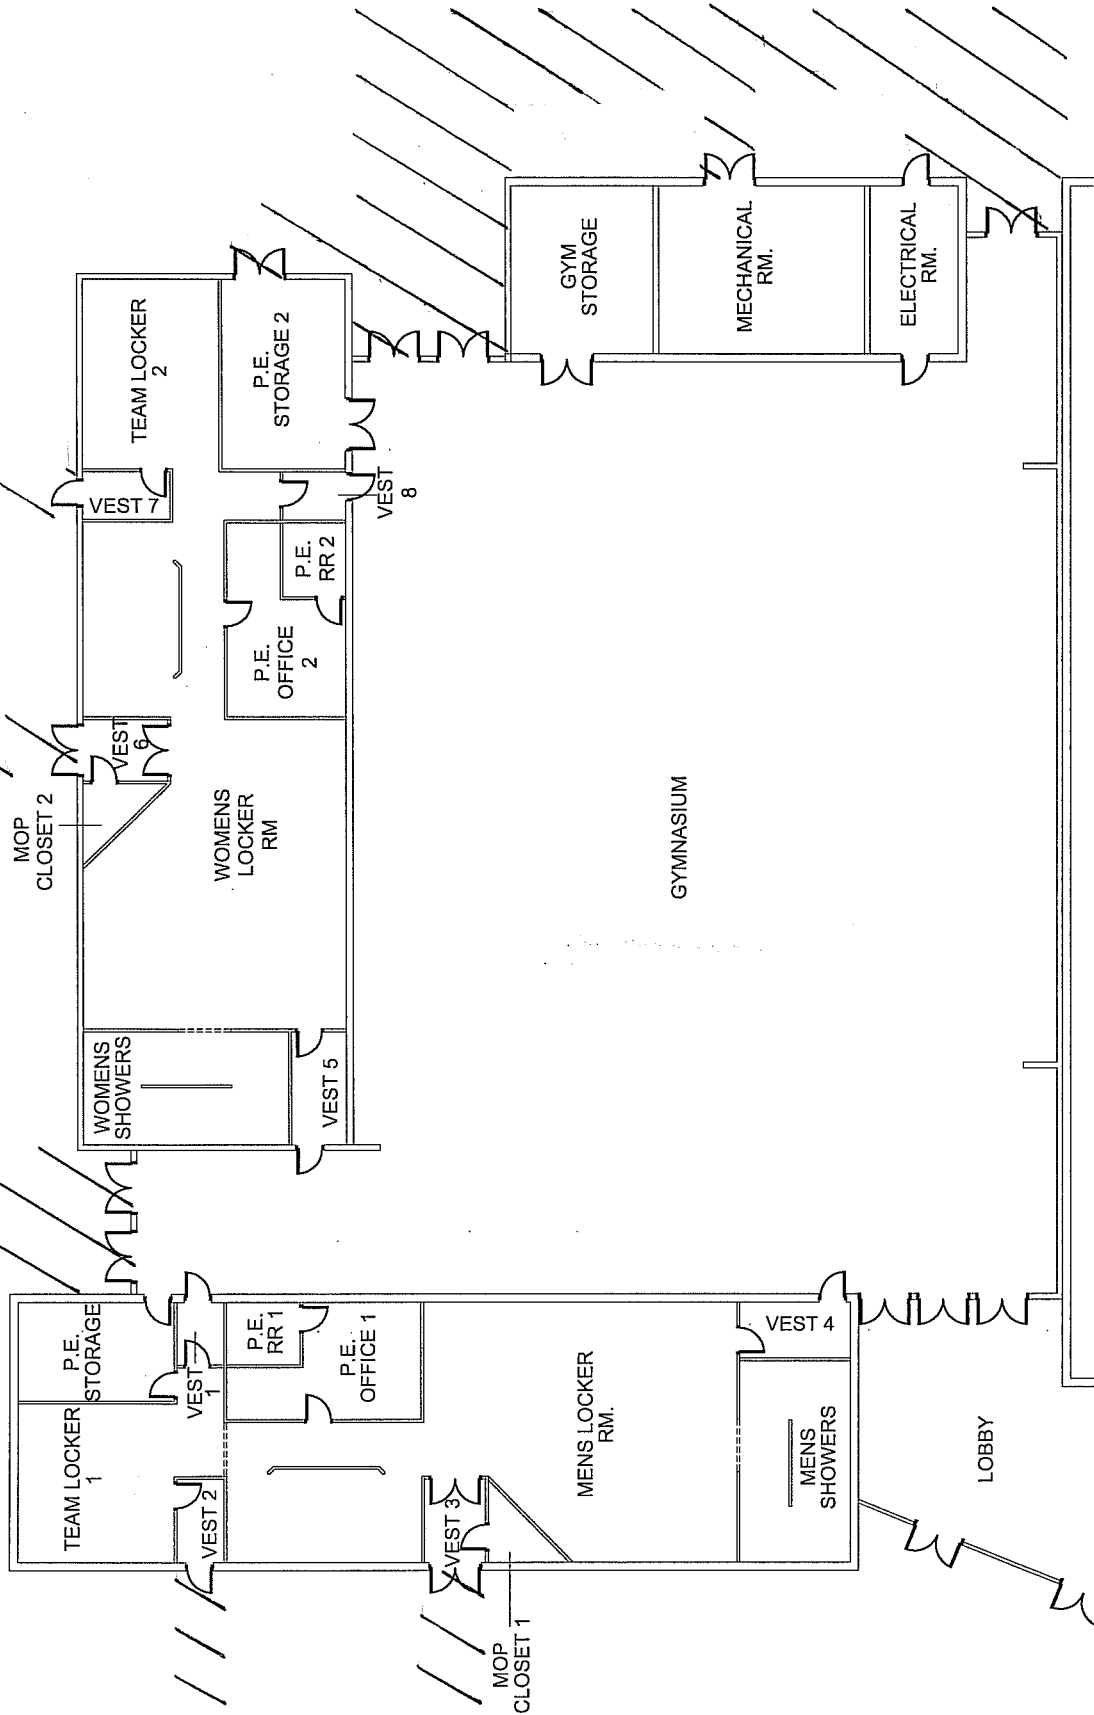 GYM
STORAGE
MECHANICAL
RM.
ELECTRICAL
RM.
TEAM LOCKER
2
P.E.
STORAGE 2
VEST 7
VEST
8
P.E.
RR 2
P.E.
OFFICE
2
VEST
6
MOP
CLOSET 2
WOMENS
LOCKER
RM
GYMNASIUM
WOMENS
SHOWERS
VEST 5
P.E.
STORAGE
VEST
1
P.E.
RR 1
P.E.
OFFICE 1
VEST 4
TEAM LOCKER
1
VEST 2
VEST 3
MENS LOCKER
RM.
MENS
SHOWERS
LOBBY
MOP
CLOSET 1